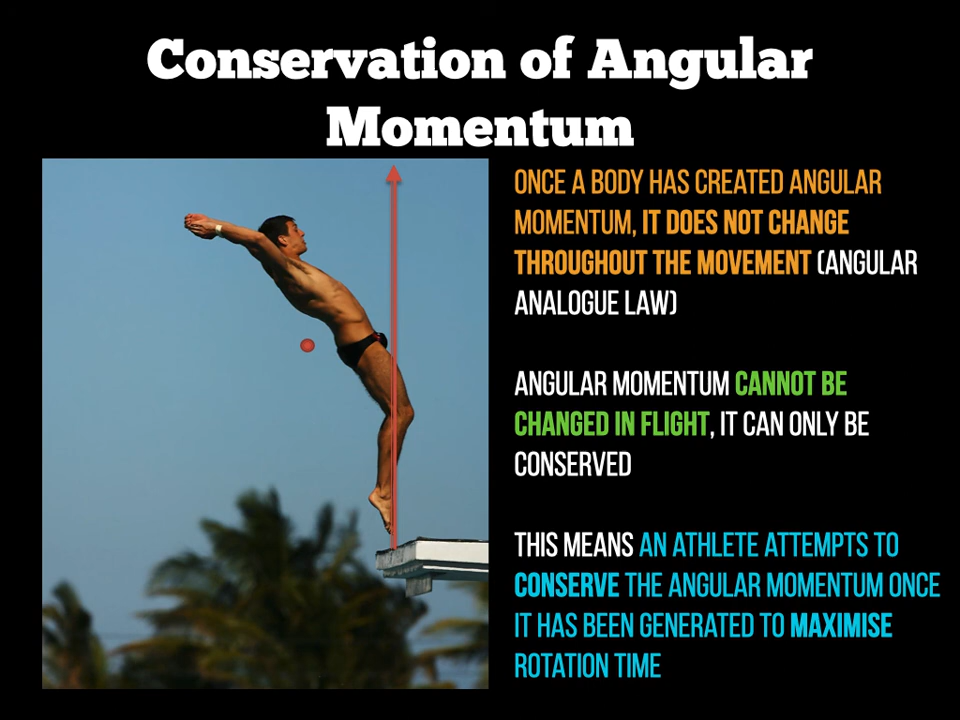 Conservation of Angular
Momentum
ONCE A BODY HAS CREATED ANGULAR
MOMENTUM, IT DOES NOT CHANGE
THROUGHOUT THE MOVEMENT (ANGULAR
ANALOGUE LAW)
ANGULAR MOMENTUM CANNOT BE
CHANGED IN FLIGHT, IT CAN ONLY BE
CONSERVED
THIS MEANS AN ATHLETE ATTEMPTS TO
CONSERVE THE ANGULAR MOMENTUM ONCE
IT HAS BEEN GENERATED TO MAXIMISE
ROTATION TIME